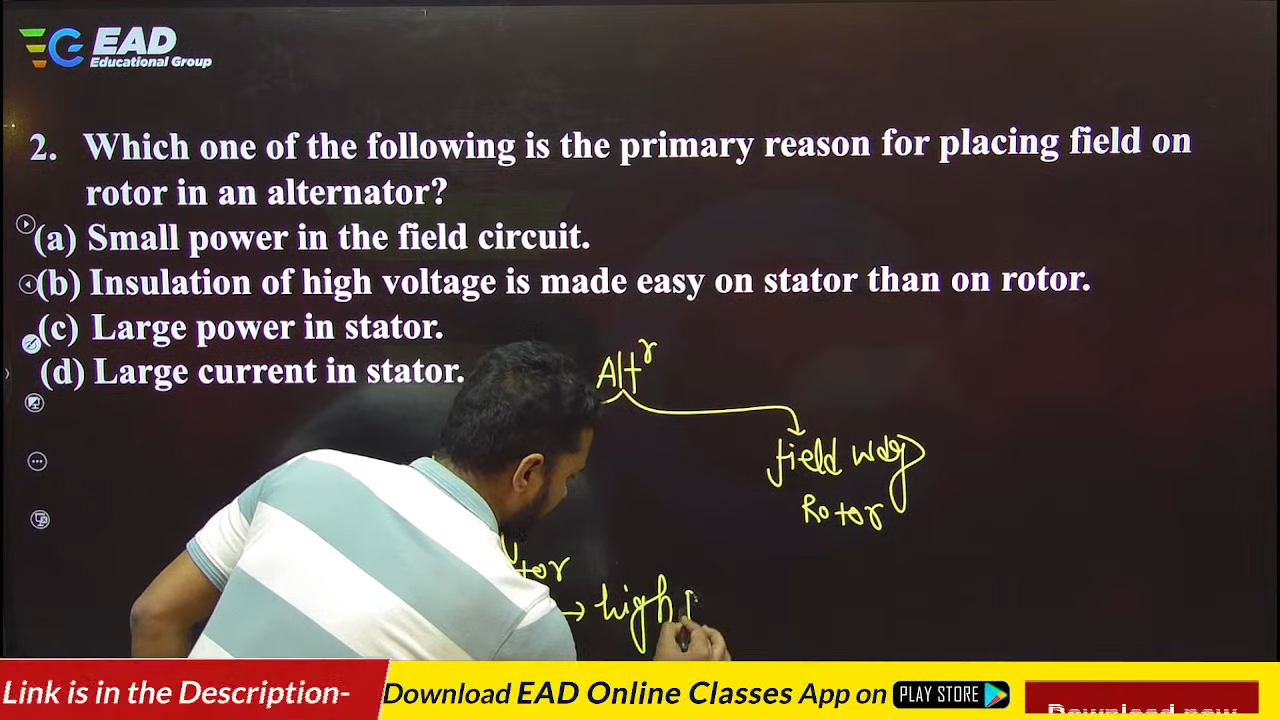 EAD
Educational Group
2. Which one of the following is the primary reason for placing field on
rotor in an alternator?
(a) Small power in the field circuit.
(b) Insulation of high voltage is made easy on stator than on rotor.
(c) Large power in stator.
(d) Large current in stator.
Altʳ
field wdg
Rotor
→ high
Link is in the Description-
Download EAD Online Classes App on PLAY STORE
Download now